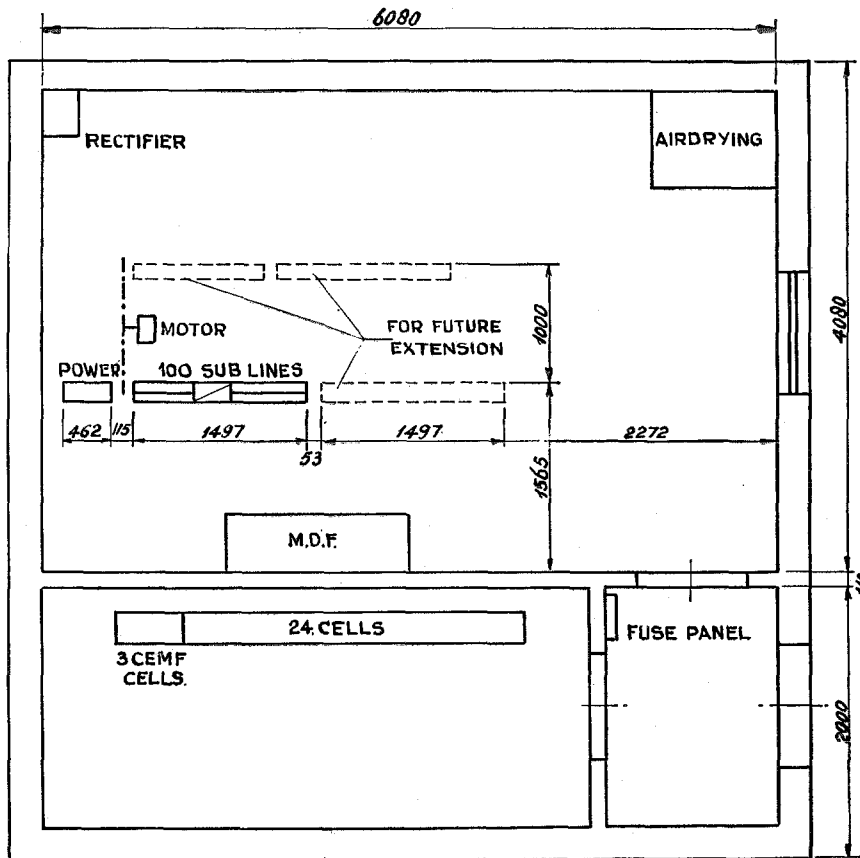 6080
RECTIFIER
AIRDRYING
MOTOR
FOR FUTURE
EXTENSION
1000
4080
POWER
100 SUB LINES
462
115
1497
53
1497
2272
1565
M.D.F.
24. CELLS
3 CEMF
CELLS.
FUSE PANEL
2000